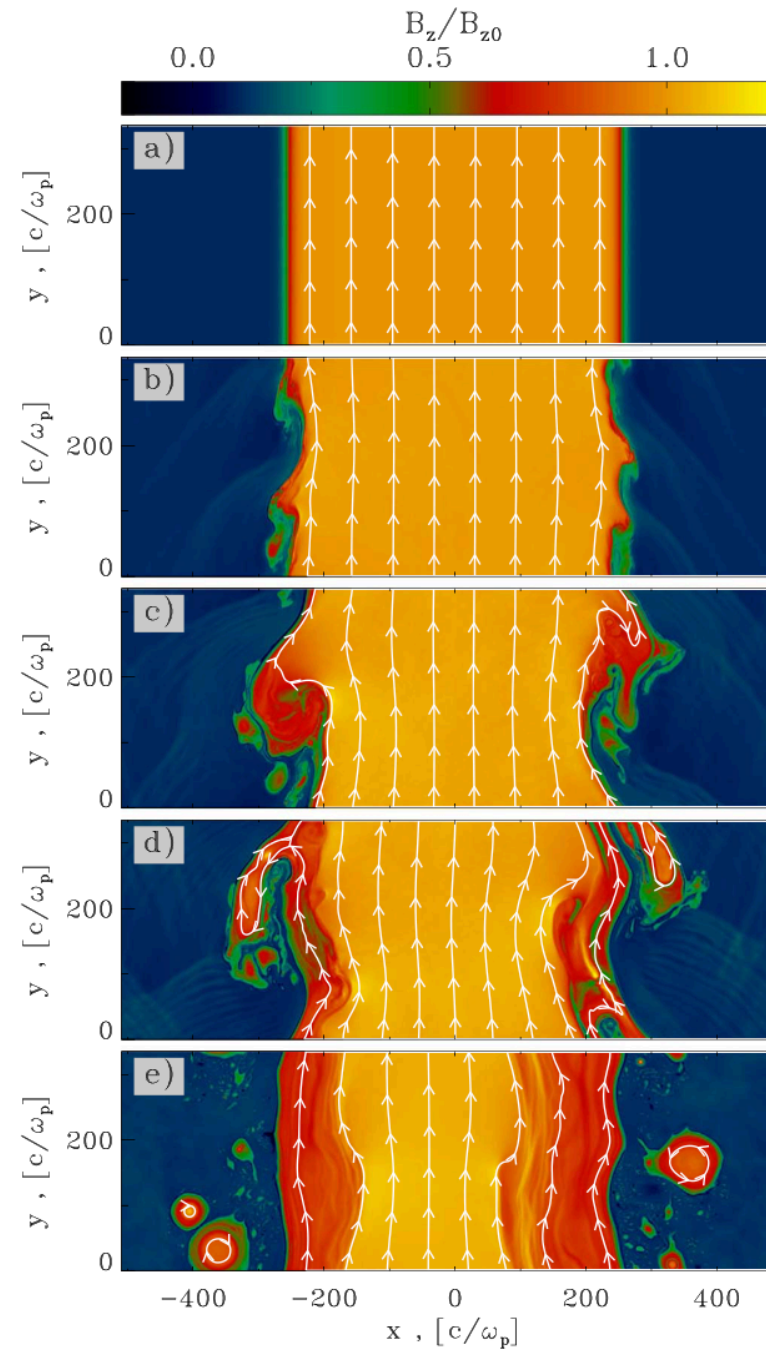 B_z/B_z0
0.0 0.5 1.0
a)
y , [c/ω_p]
200
0
b)
y , [c/ω_p]
200
0
c)
y , [c/ω_p]
200
0
d)
y , [c/ω_p]
200
0
e)
y , [c/ω_p]
200
0
−400 −200 0 200 400
x , [c/ω_p]